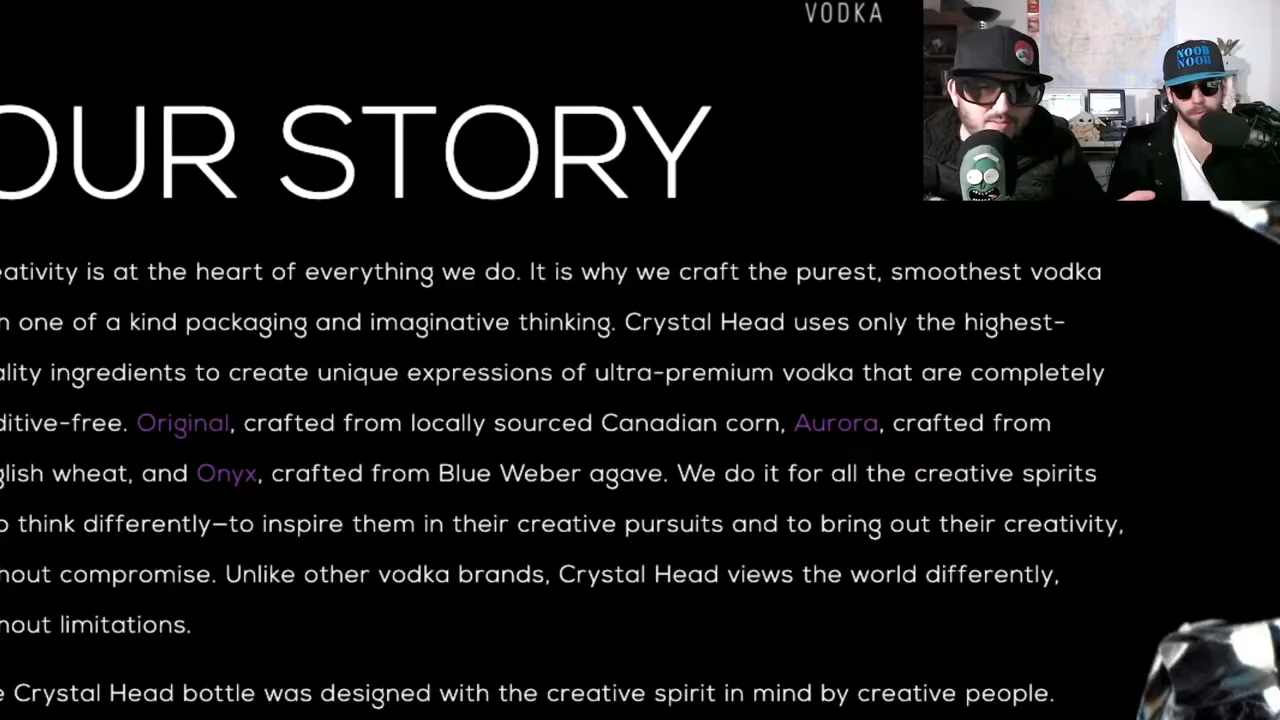 VODKA
NOOB
NOOB
OUR STORY
eativity is at the heart of everything we do. It is why we craft the purest, smoothest vodka
n one of a kind packaging and imaginative thinking. Crystal Head uses only the highest-
ality ingredients to create unique expressions of ultra-premium vodka that are completely
ditive-free. Original, crafted from locally sourced Canadian corn, Aurora, crafted from
glish wheat, and Onyx, crafted from Blue Weber agave. We do it for all the creative spirits
o think differently—to inspire them in their creative pursuits and to bring out their creativity,
hout compromise. Unlike other vodka brands, Crystal Head views the world differently,
hout limitations.
e Crystal Head bottle was designed with the creative spirit in mind by creative people.